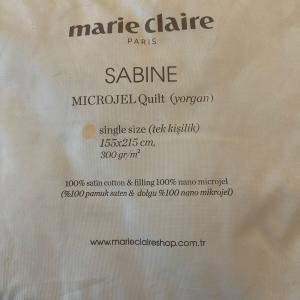 marie claire
PARIS
SABINE
MICROJEL Quilt (yorgan)
single size (tek kişilik)
155x215 cm,
300 gr/m²
100% satin cotton & filling 100% nano microjel
(%100 pamuk saten & dolgu %100 nano mikrojel)
www.marieclaireshop.com.tr